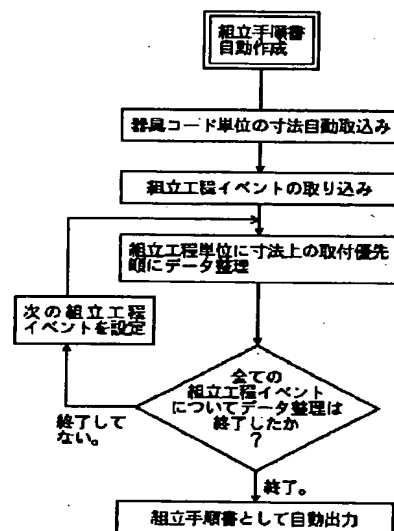 組立手順書
自動作成
器具コード単位の寸法自動取込み
組立工程イベントの取り込み
組立工程単位に寸法上の取付優先
順にデータ整理
次の組立工程
イベントを設定
全ての
組立工程イベント
についてデータ整理は
終了したか
?
終了して
ない。
終了。
組立手順書として自動出力